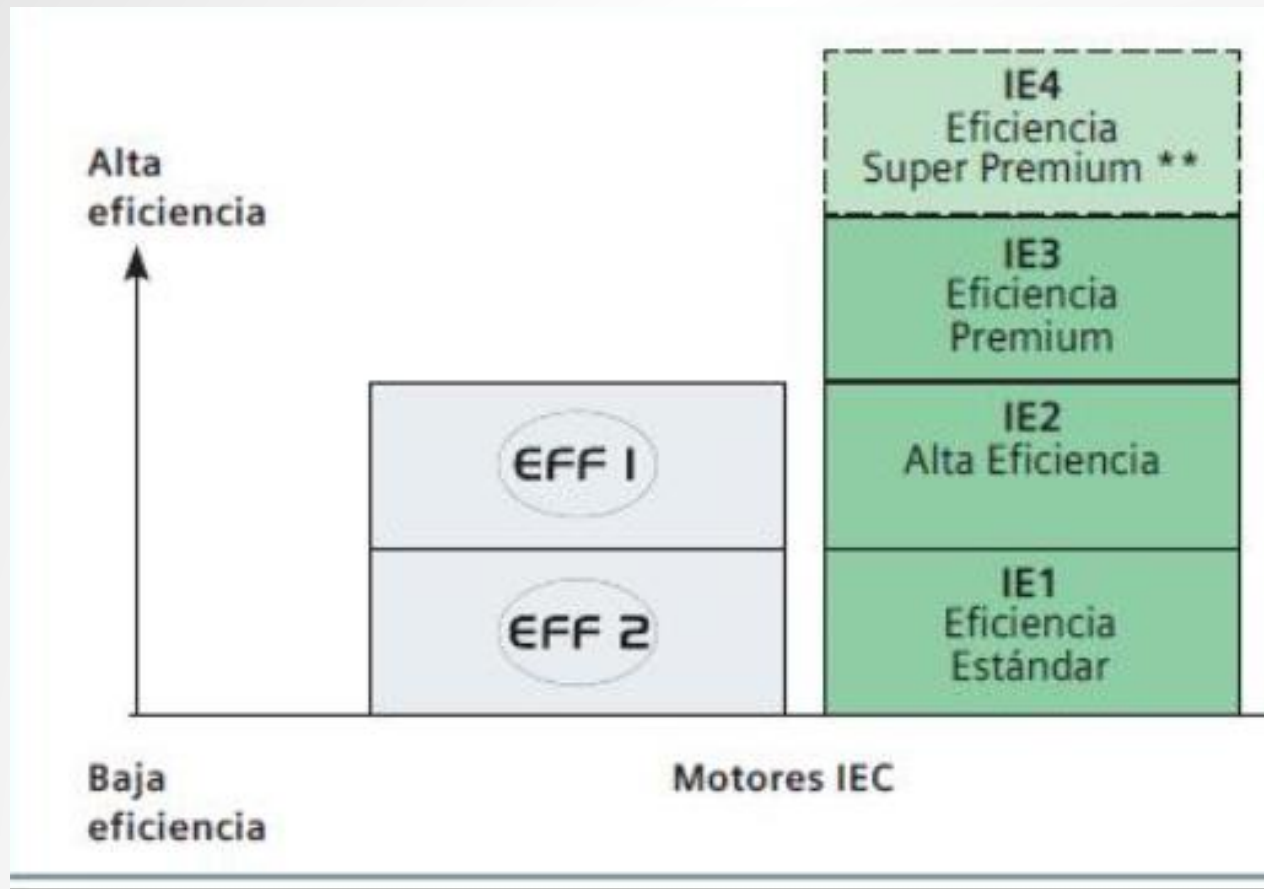 Alta
eficiencia
Baja
eficiencia
EFF 1
EFF 2
IE4
Eficiencia
Super Premium **
IE3
Eficiencia
Premium
IE2
Alta Eficiencia
IE1
Eficiencia
Estándar
Motores IEC